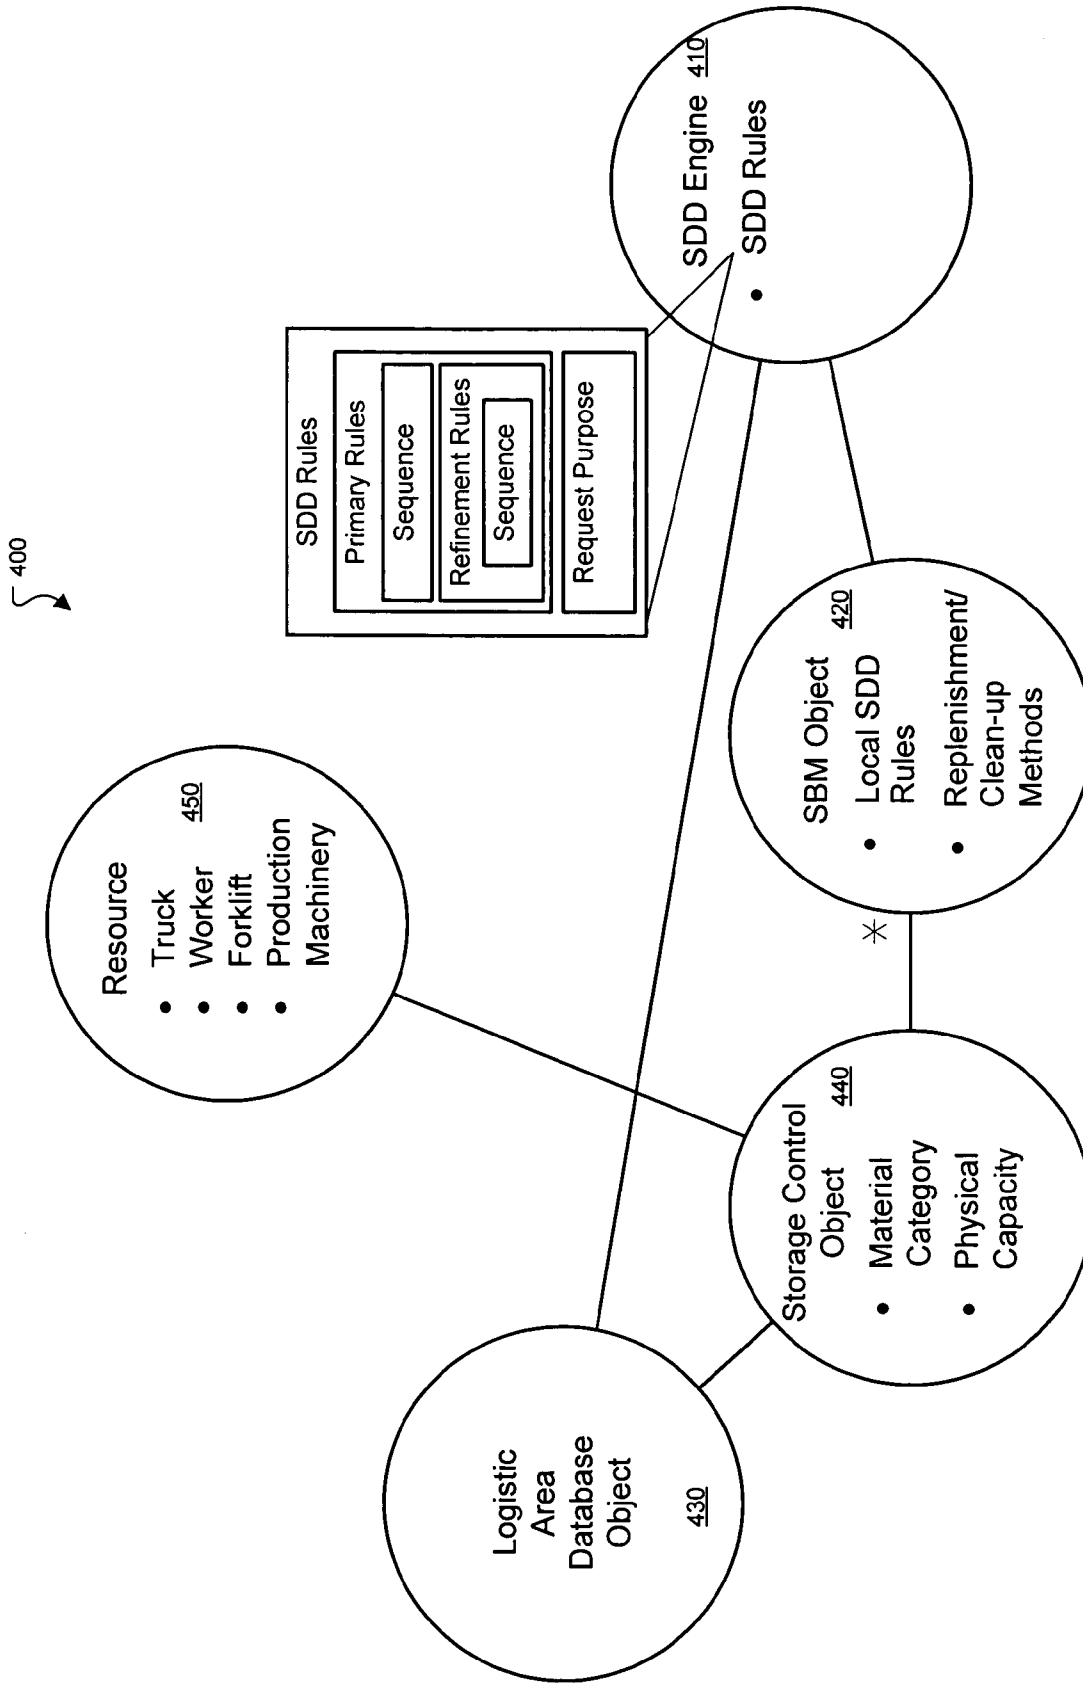 400
Resource
450
• Truck
• Worker
• Forklift
• Production
Machinery
SDD Rules
Primary Rules
Sequence
Refinement Rules
Sequence
Request Purpose
Logistic
Area
Database
Object
430
SDD Engine 410
• SDD Rules
Storage Control
Object
440
• Material
Category
• Physical
Capacity
*
SBM Object
420
• Local SDD
Rules
• Replenishment/
Clean-up
Methods